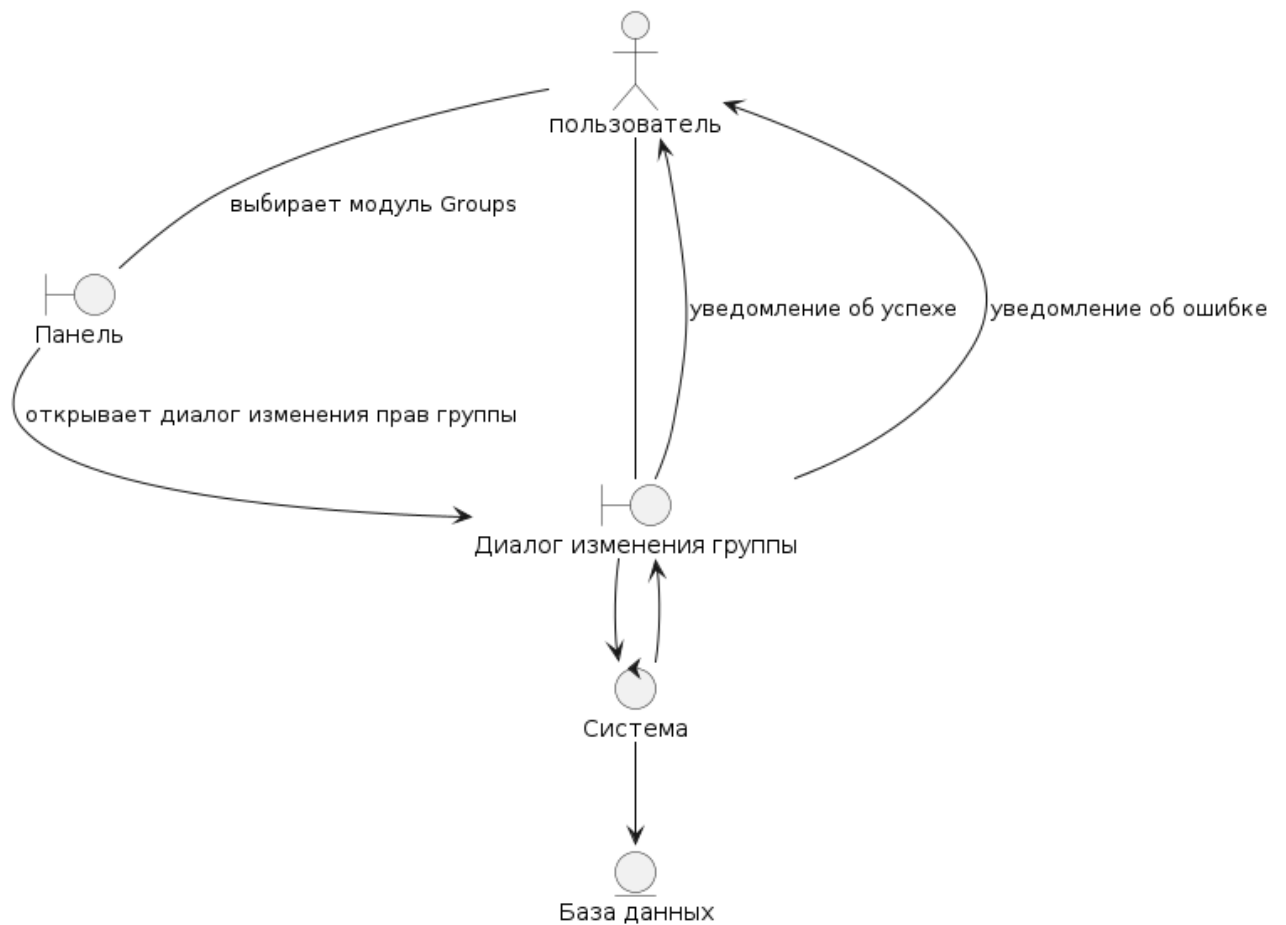 пользователь
выбирает модуль Groups
уведомление об успехе
уведомление об ошибке
Панель
открывает диалог изменения прав группы
Диалог изменения группы
Система
База данных